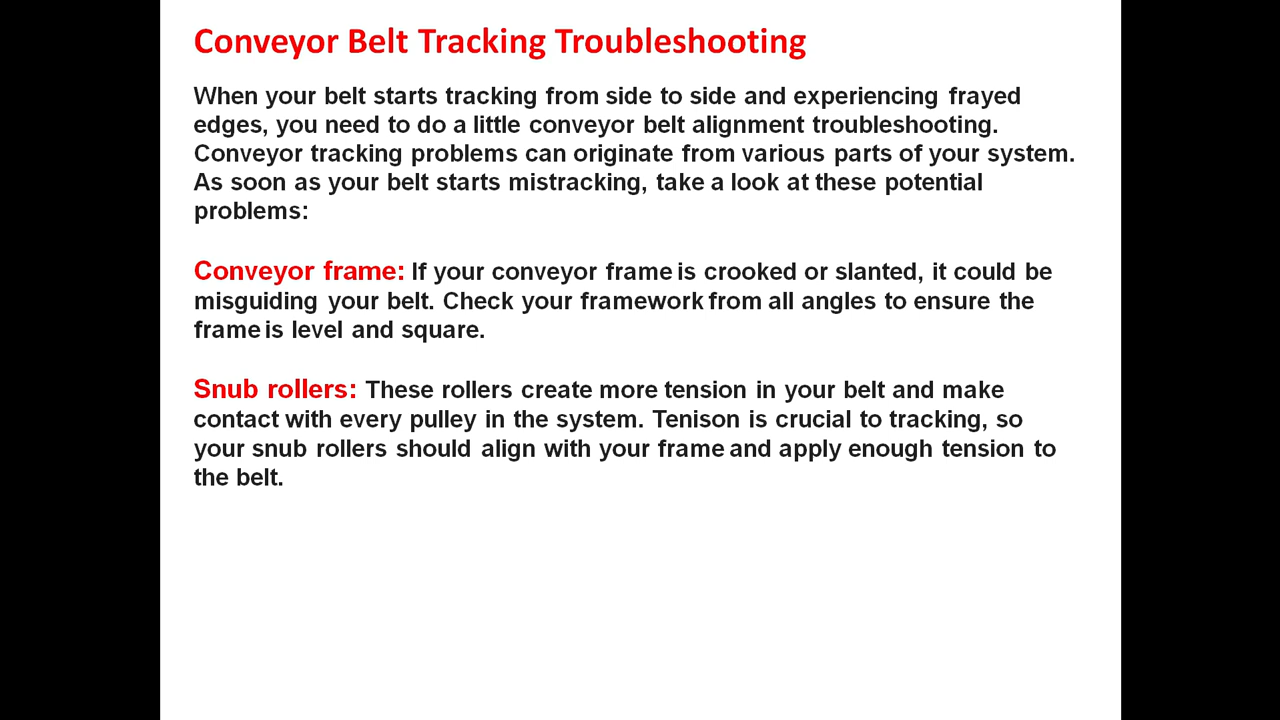 Conveyor Belt Tracking Troubleshooting
When your belt starts tracking from side to side and experiencing frayed
edges, you need to do a little conveyor belt alignment troubleshooting.
Conveyor tracking problems can originate from various parts of your system.
As soon as your belt starts mistracking, take a look at these potential
problems:
Conveyor frame: If your conveyor frame is crooked or slanted, it could be
misguiding your belt. Check your framework from all angles to ensure the
frame is level and square.
Snub rollers: These rollers create more tension in your belt and make
contact with every pulley in the system. Tenison is crucial to tracking, so
your snub rollers should align with your frame and apply enough tension to
the belt.